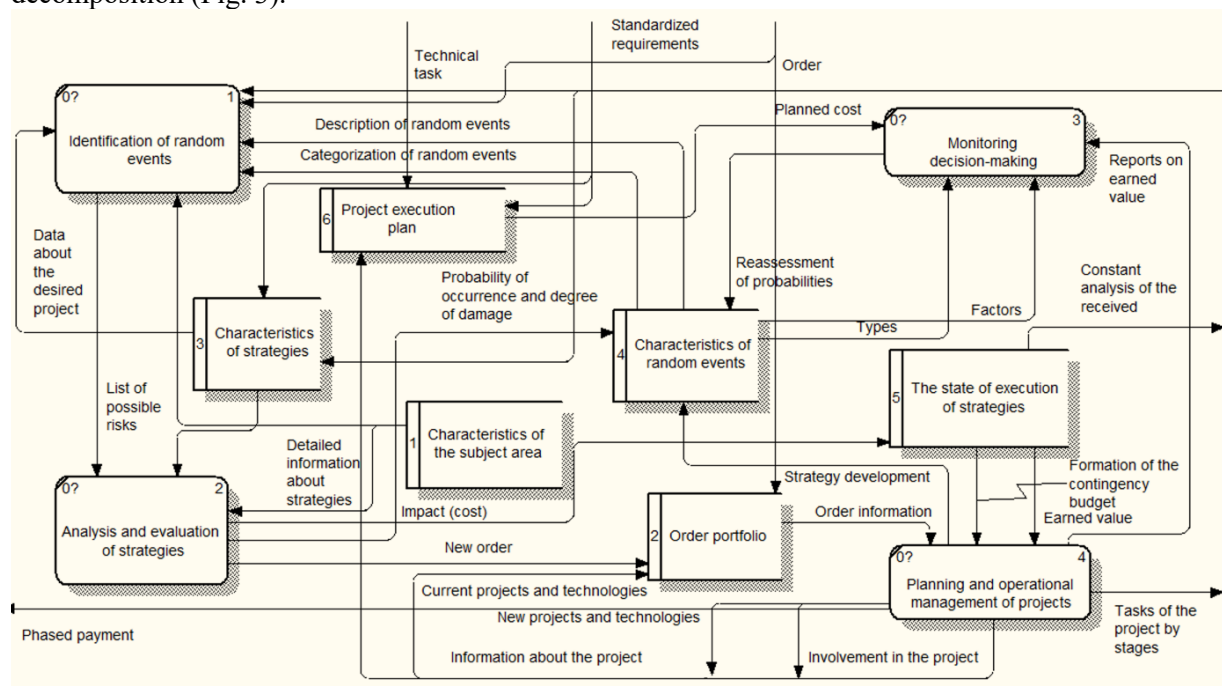 decomposition (Fig. 3).
Standardized
requirements
Technical
task
Order
0?
1
Identification of random
events
Description of random events
Categorization of random events
Planned cost
0?
3
Monitoring
decision-making
Reports on
earned
value
6
Project execution
plan
Data
about
the
desired
project
Probability of
occurrence and degree
of damage
Reassessment
of probabilities
Constant
analysis of the
received
Factors
Types
3
Characteristics
of strategies
4
Characteristics of
random events
5
The state of execution
of strategies
List of
possible
risks
1
Characteristics of
the subject area
Detailed
information
about
strategies
Strategy development
Formation of the
contingency
budget
0?
2
Analysis and evaluation
of strategies
Impact (cost)
2
Order portfolio
Order information
Earned value
New order
0?
4
Planning and operational
management of projects
Current projects and technologies
New projects and technologies
Tasks of the
project by
stages
Phased payment
Information about the project
Involvement in the project